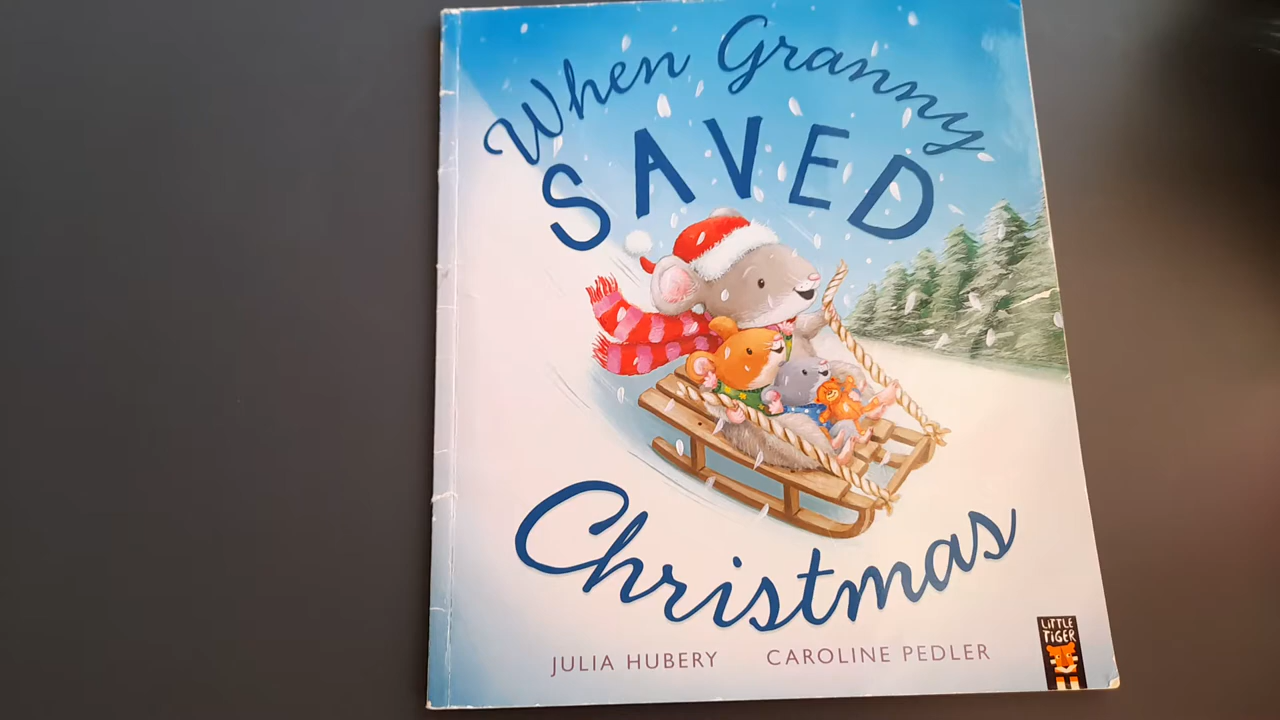 When Granny
SAVED
Christmas
JULIA HUBERY CAROLINE PEDLER
LITTLE
TIGER